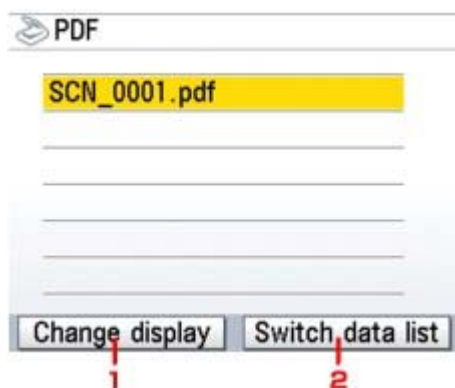 PDF
SCN_0001.pdf
Change display Switch data list
1 2